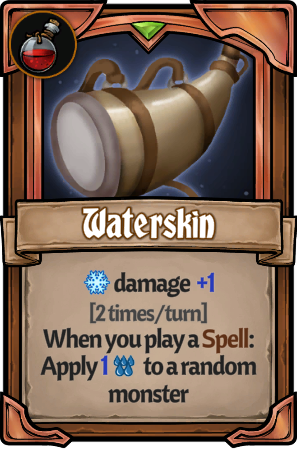 Waterskin
damage +1
[2 times/turn]
When you play a Spell:
Apply 1 to a random
monster